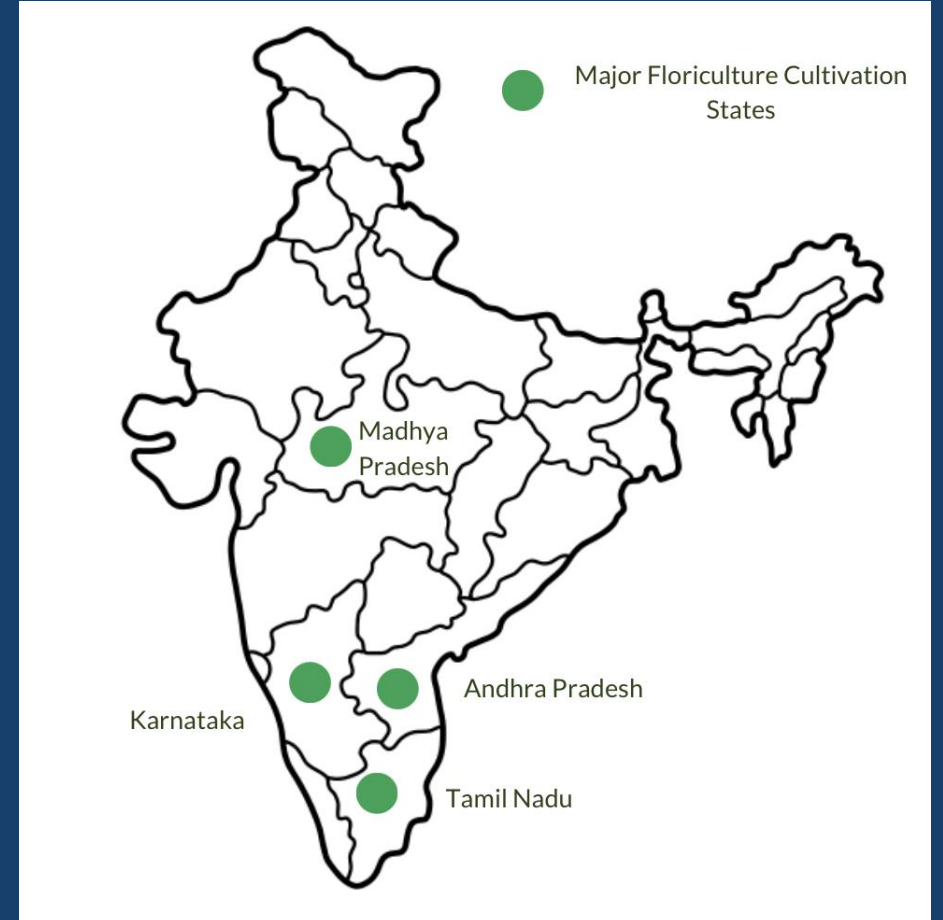 Major Floriculture Cultivation
States
Madhya
Pradesh
Andhra Pradesh
Karnataka
Tamil Nadu